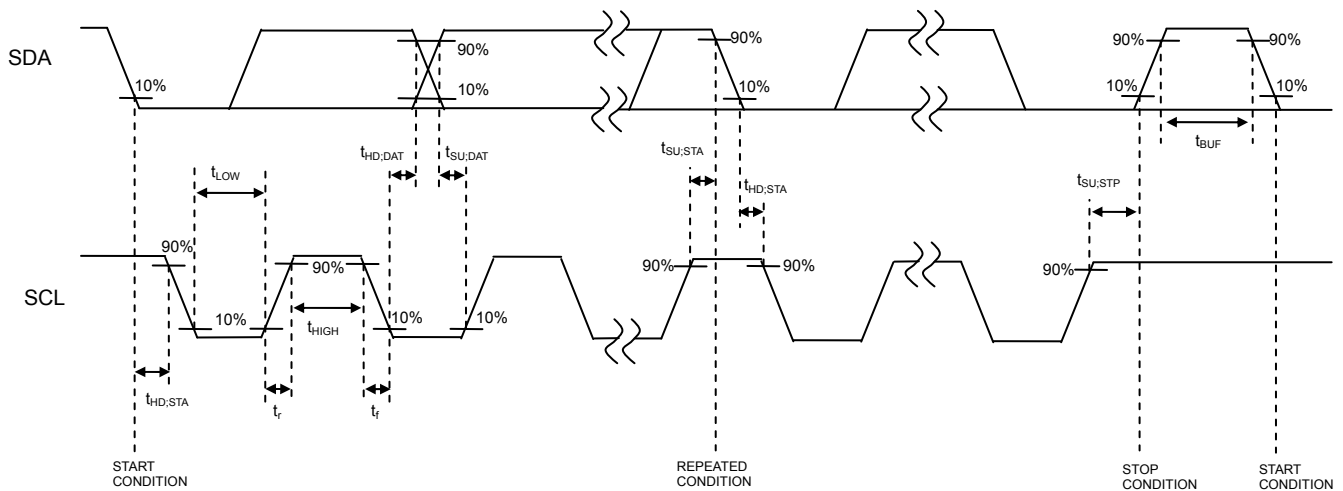 SDA
10%
90%
10%
90%
10%
90%
10%
90%
10%
tHD;DAT
tSU;DAT
tSU;STA
tHD;STA
tBUF
tSU;STP
tLOW
SCL
90%
10%
10%
90%
tHIGH
10%
10%
90%
90%
90%
tHD;STA
tr
tf
START
CONDITION
REPEATED
CONDITION
STOP
CONDITION
START
CONDITION